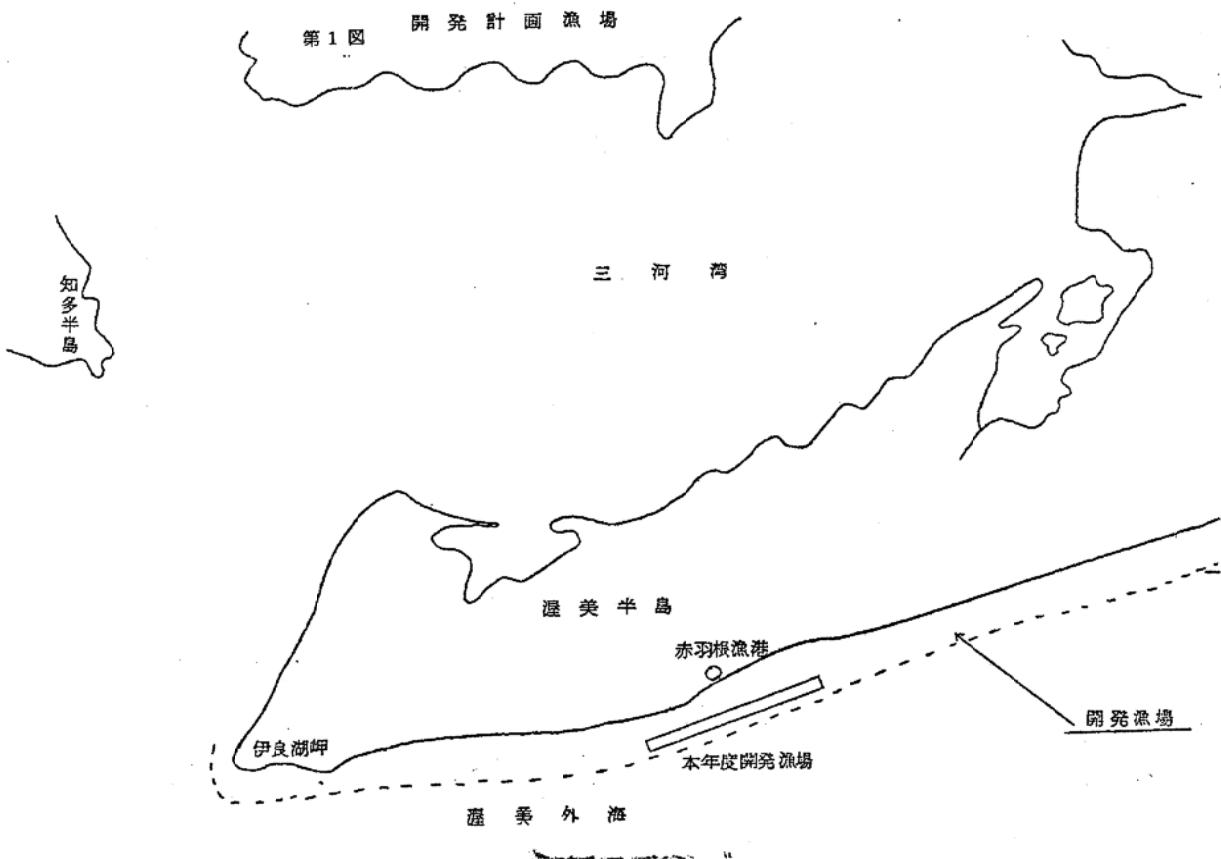 第1図 開発計画漁場
三河湾
知多半島
渥美半島
赤羽根漁港
開発漁場
伊良湖岬
本年度開発漁場
渥美外海